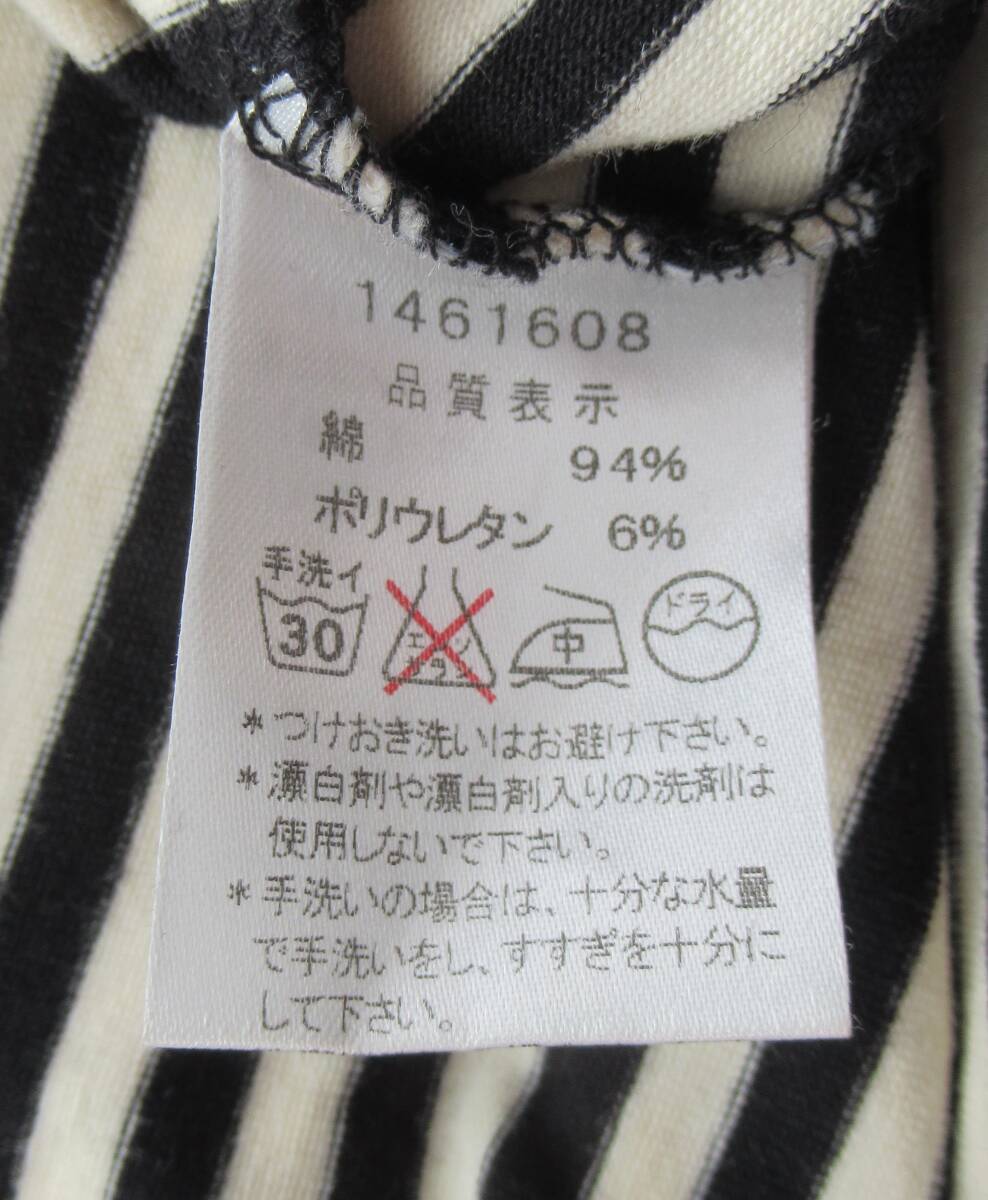 1461608
品質表示
綿 94%
ポリウレタン 6%
手洗イ
30
エンソ
サラシ
中
ドライ
*つけおき洗いはお避け下さい。
*漂白剤や漂白剤入りの洗剤は
使用しないで下さい。
*手洗いの場合は、十分な水量
で手洗いをし、すすぎを十分に
して下さい。